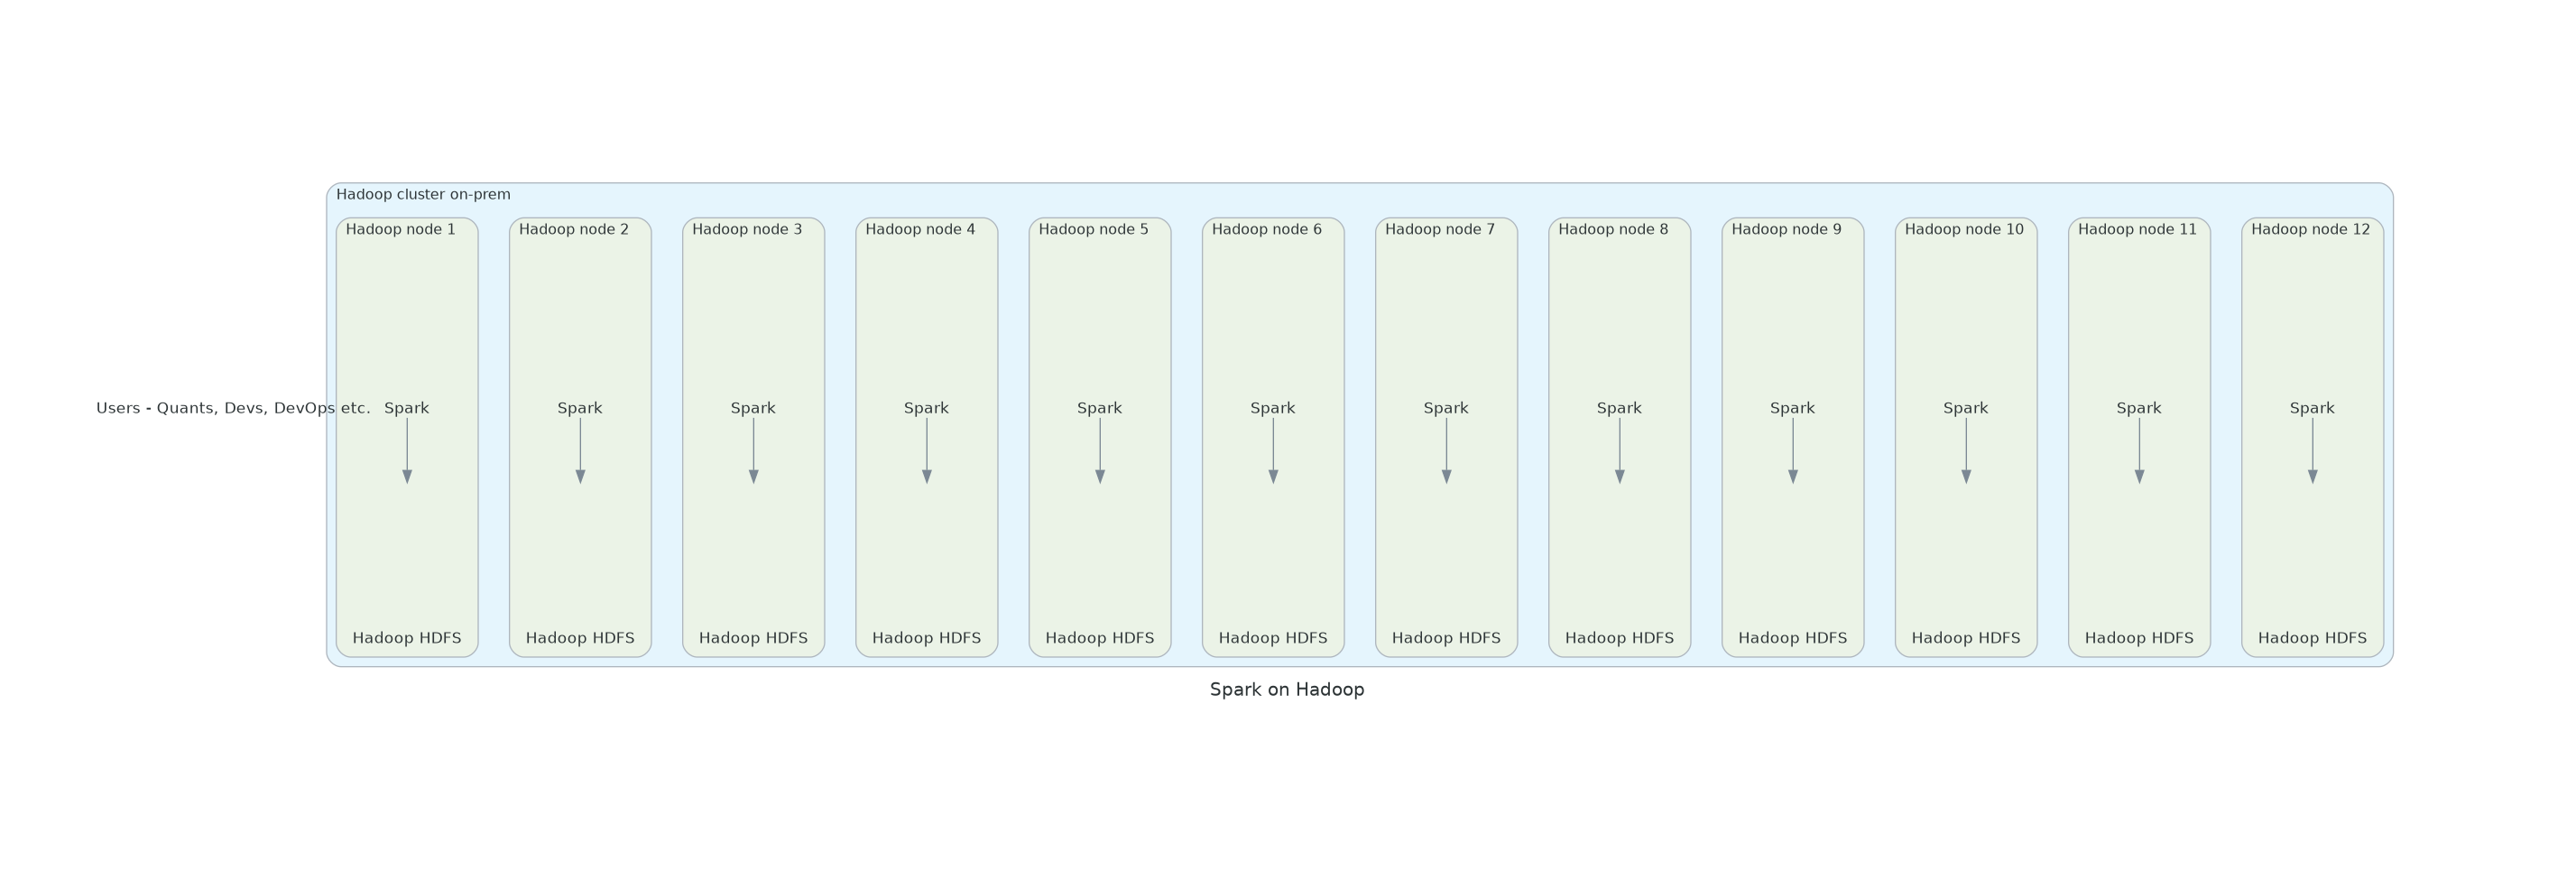 Hadoop cluster on-prem
Hadoop node 1
Hadoop node 2
Hadoop node 3
Hadoop node 4
Hadoop node 5
Hadoop node 6
Hadoop node 7
Hadoop node 8
Hadoop node 9
Hadoop node 10
Hadoop node 11
Hadoop node 12
Users - Quants, Devs, DevOps etc.
Spark
Spark
Spark
Spark
Spark
Spark
Spark
Spark
Spark
Spark
Spark
Spark
Hadoop HDFS
Hadoop HDFS
Hadoop HDFS
Hadoop HDFS
Hadoop HDFS
Hadoop HDFS
Hadoop HDFS
Hadoop HDFS
Hadoop HDFS
Hadoop HDFS
Hadoop HDFS
Hadoop HDFS
Spark on Hadoop